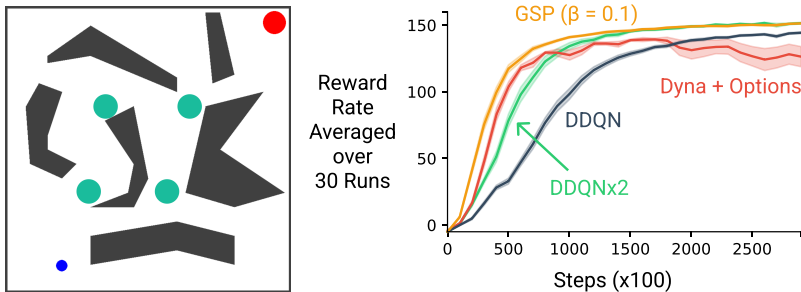 Reward
Rate
Averaged
over
30 Runs
150
100
50
0
GSP (β = 0.1)
Dyna + Options
DDQN
DDQNx2
0
500
1000
1500
2000
2500
Steps (x100)